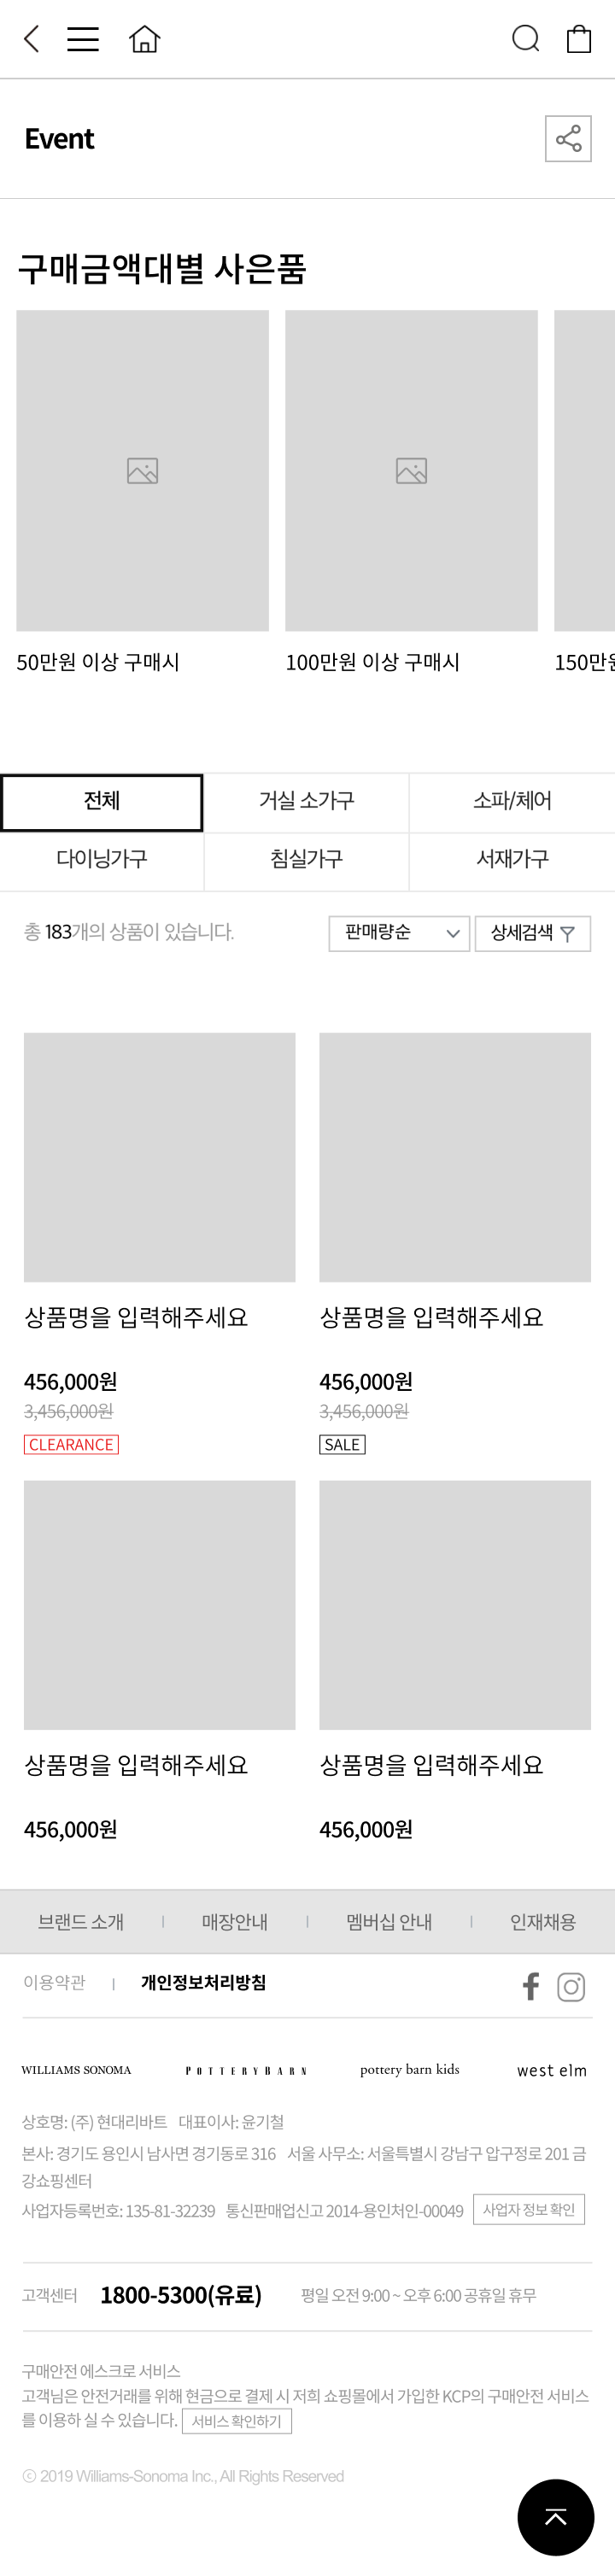 Event
구매금액대별 사은품
50만원 이상 구매시 100만원 이상 구매시 150만
전체 거실 소가구 소파/체어
다이닝가구 침실가구 서재가구
총 183개의 상품이 있습니다. 판매량순 상세검색
상품명을 입력해주세요 상품명을 입력해주세요
456,000원 456,000원
3,456,000원 3,456,000원
CLEARANCE SALE
상품명을 입력해주세요 상품명을 입력해주세요
456,000원 456,000원
브랜드 소개 | 매장안내 | 멤버십 안내 | 인재채용
이용약관 | 개인정보처리방침
WILLIAMS SONOMA POTTERYBARN pottery barn kids west elm
상호명: (주) 현대리바트 대표이사: 윤기철
본사: 경기도 용인시 남사면 경기동로 316 서울 사무소: 서울특별시 강남구 압구정로 201 금
강쇼핑센터
사업자등록번호: 135-81-32239 통신판매업신고 2014-용인처인-00049 사업자 정보 확인
고객센터 1800-5300(유료) 평일 오전 9:00 ~ 오후 6:00 공휴일 휴무
구매안전 에스크로 서비스
고객님은 안전거래를 위해 현금으로 결제 시 저희 쇼핑몰에서 가입한 KCP의 구매안전 서비스
를 이용하 실 수 있습니다. 서비스 확인하기
ⓒ 2019 Williams-Sonoma Inc., All Rights Reserved